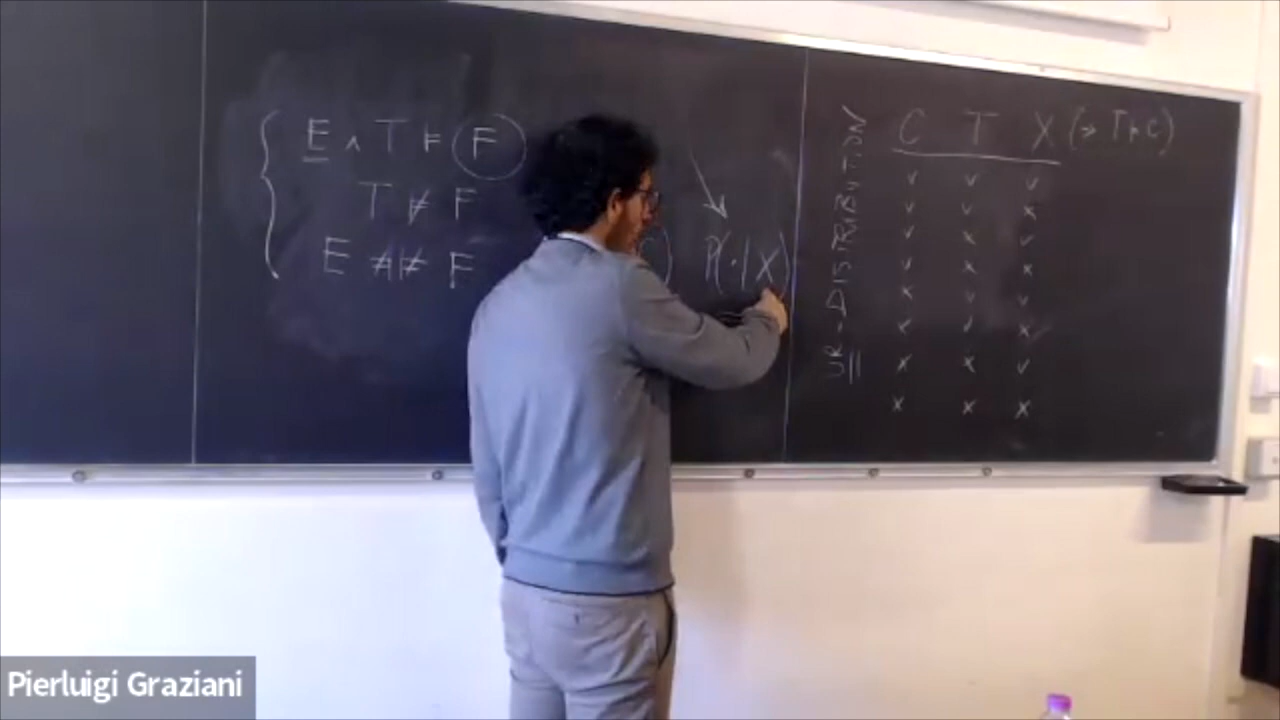 E ∧ T ⊨ F
T ⊭ F
E ⊭ F
P(·|X)
UR-DISTRIBUTION
C T X (⇒ T ⊨ C)
v v v
v v x
v x v
v x x
x v v
x v x
x x v
x x x
Pierluigi Graziani